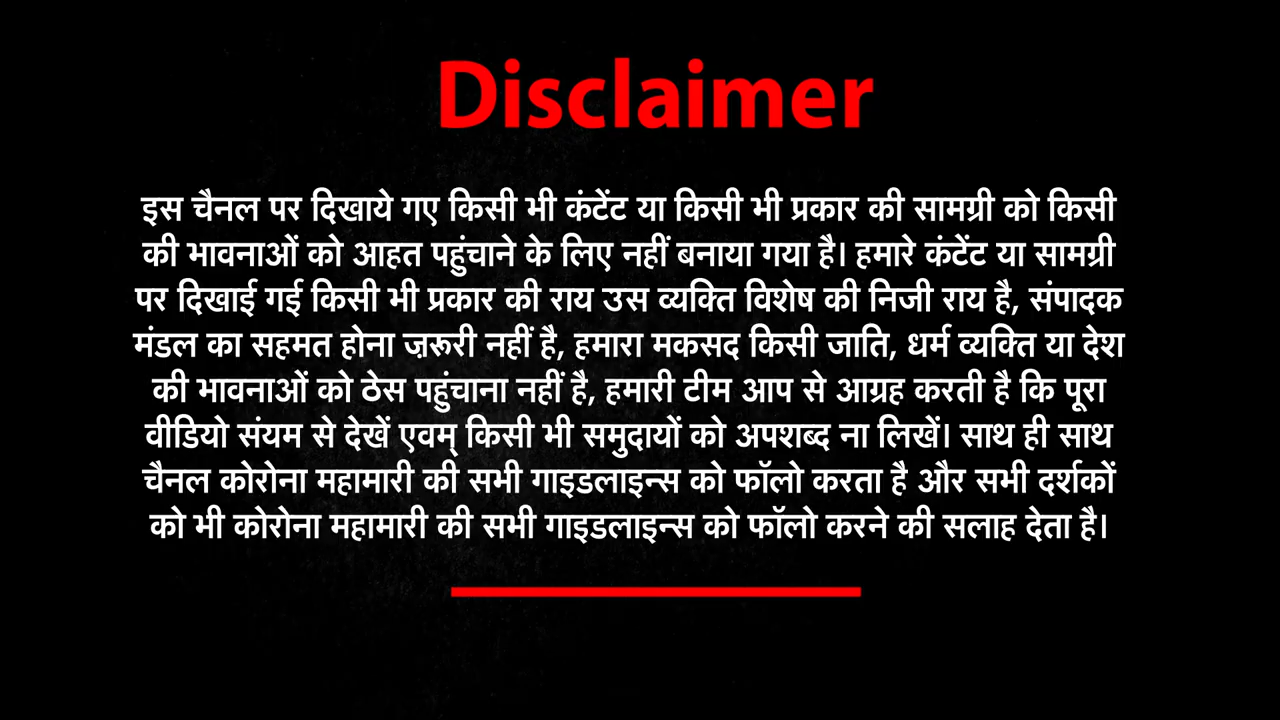 Disclaimer
इस चैनल पर दिखाये गए किसी भी कंटेंट या किसी भी प्रकार की सामग्री को किसी
की भावनाओं को आहत पहुंचाने के लिए नहीं बनाया गया है। हमारे कंटेंट या सामग्री
पर दिखाई गई किसी भी प्रकार की राय उस व्यक्ति विशेष की निजी राय है, संपादक
मंडल का सहमत होना ज़रूरी नहीं है, हमारा मकसद किसी जाति, धर्म व्यक्ति या देश
की भावनाओं को ठेस पहुंचाना नहीं है, हमारी टीम आप से आग्रह करती है कि पूरा
वीडियो संयम से देखें एवम् किसी भी समुदायों को अपशब्द ना लिखें। साथ ही साथ
चैनल कोरोना महामारी की सभी गाइडलाइन्स को फॉलो करता है और सभी दर्शकों
को भी कोरोना महामारी की सभी गाइडलाइन्स को फॉलो करने की सलाह देता है।